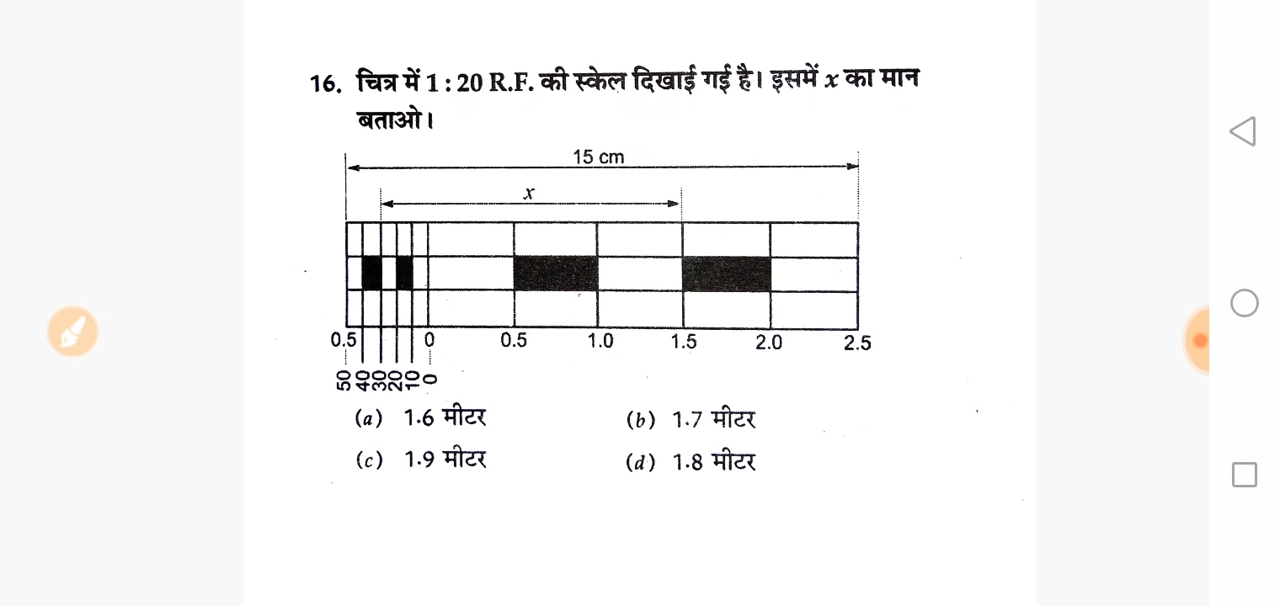 16. चित्र में 1 : 20 R.F. की स्केल दिखाई गई है। इसमें x का मान
बताओ।
15 cm
x
0.5 0 0.5 1.0 1.5 2.0 2.5
50 40 30 20 10 0
(a) 1.6 मीटर (b) 1.7 मीटर
(c) 1.9 मीटर (d) 1.8 मीटर